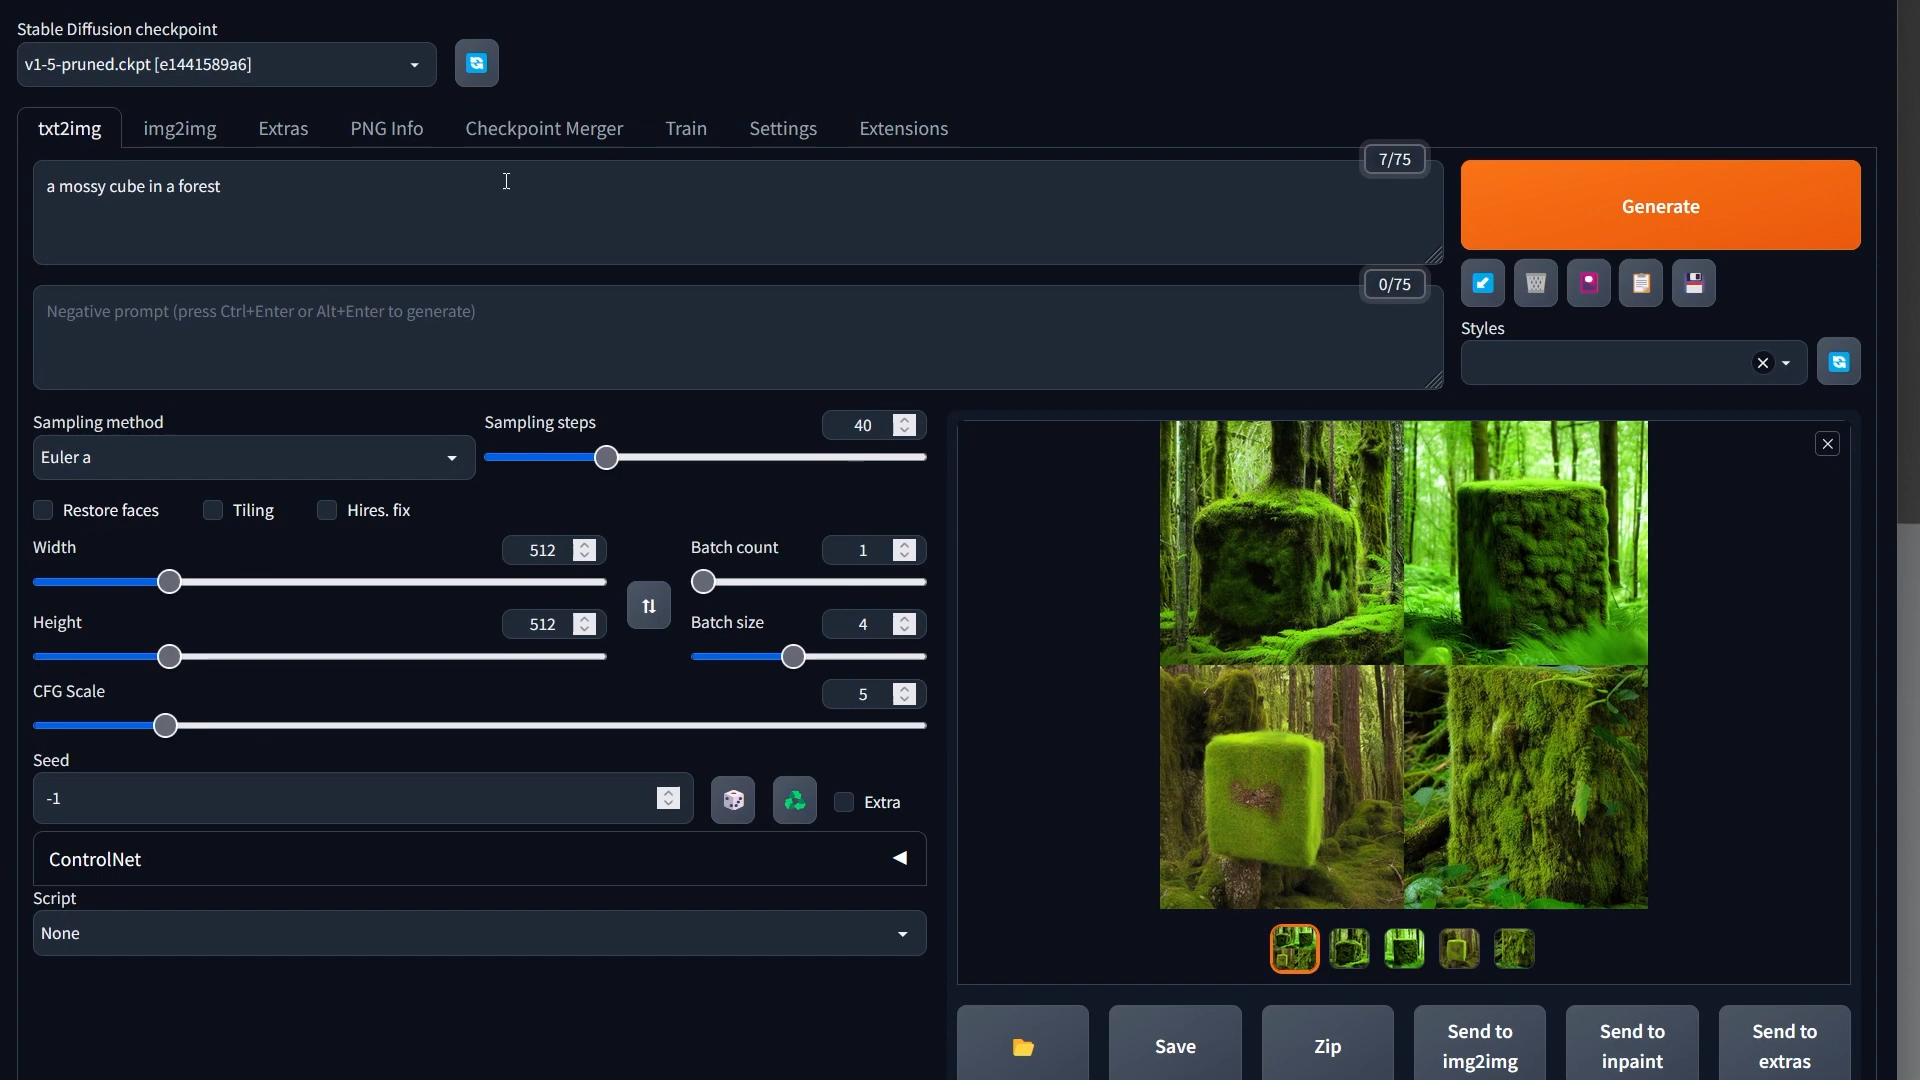 Stable Diffusion checkpoint
v1-5-pruned.ckpt [e1441589a6]
txt2img
img2img
Extras
PNG Info
Checkpoint Merger
Train
Settings
Extensions
7/75
a mossy cube in a forest
Generate
0/75
Negative prompt (press Ctrl+Enter or Alt+Enter to generate)
Styles
Sampling method
Sampling steps
40
Euler a
Restore faces
Tiling
Hires. fix
Width
512
Batch count
1
Height
512
Batch size
4
CFG Scale
5
Seed
-1
Extra
ControlNet
Script
None
Save
Zip
Send to
img2img
Send to
inpaint
Send to
extras